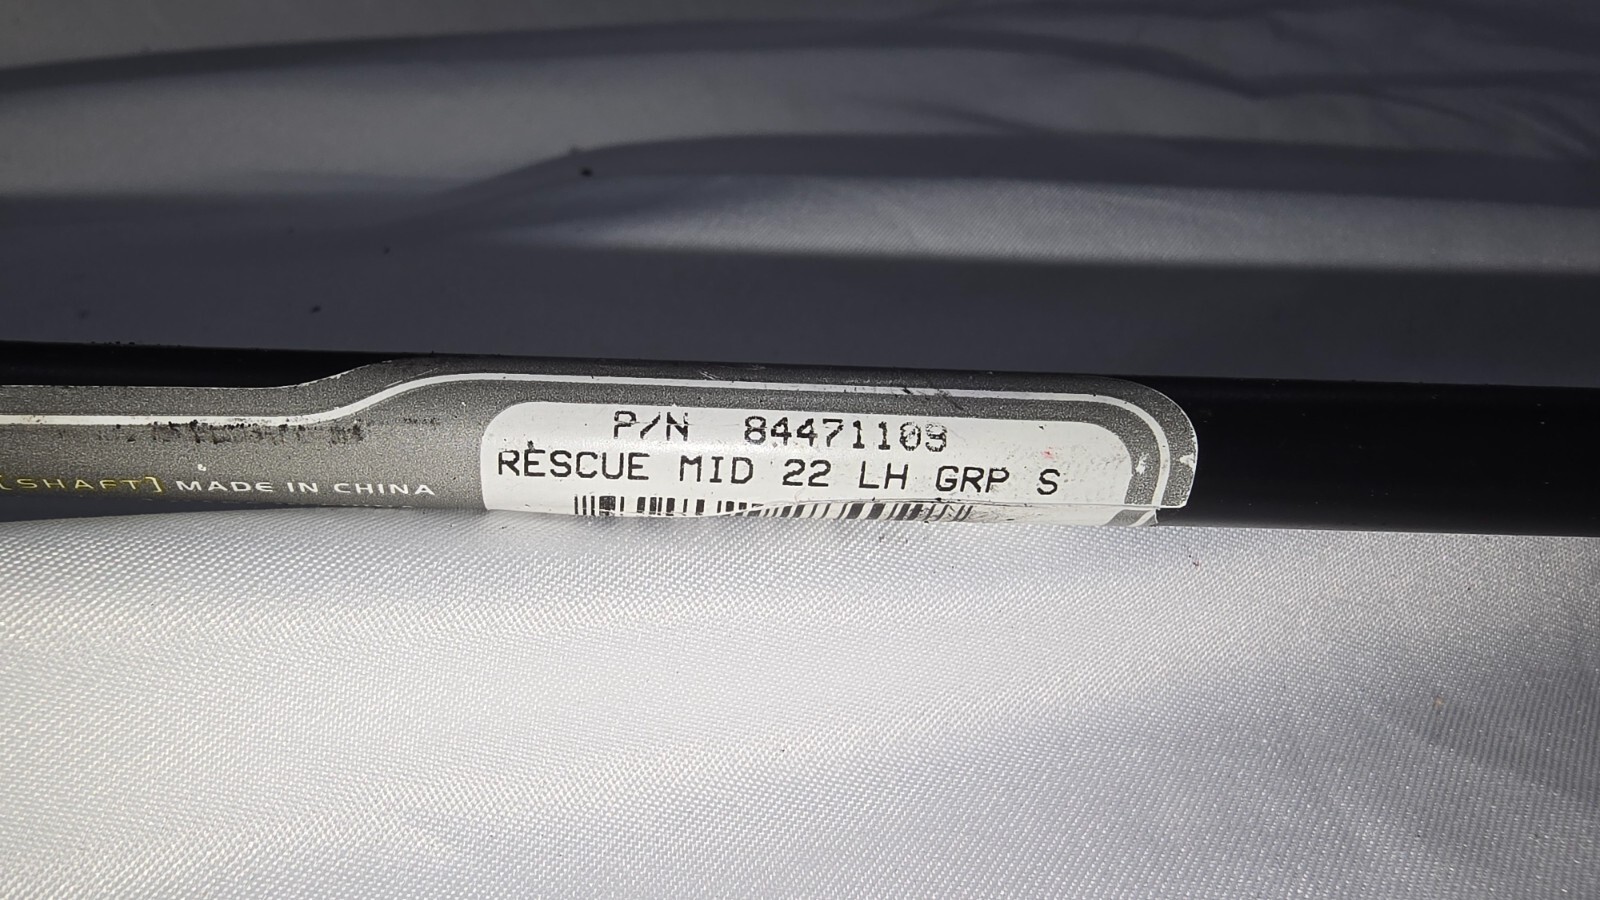 P/N 84471109
RESCUE MID 22 LH GRP S
[SHAFT] MADE IN CHINA